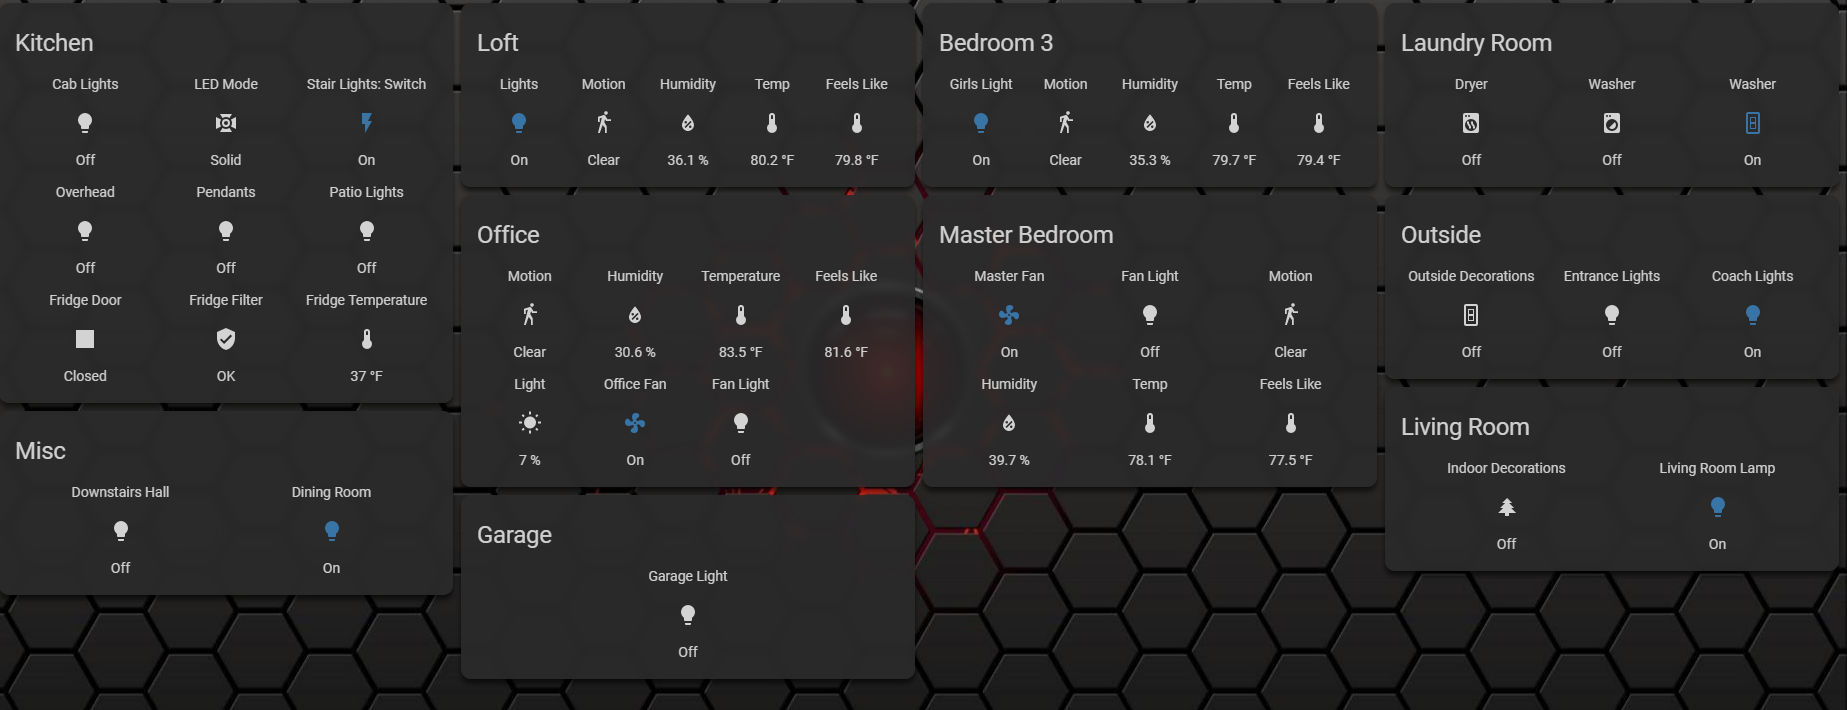 Kitchen
Cab Lights LED Mode Stair Lights: Switch
Off Solid On
Overhead Pendants Patio Lights
Off Off Off
Fridge Door Fridge Filter Fridge Temperature
Closed OK 37 °F
Misc
Downstairs Hall Dining Room
Off On
Loft
Lights Motion Humidity Temp Feels Like
On Clear 36.1 % 80.2 °F 79.8 °F
Office
Motion Humidity Temperature Feels Like
Clear 30.6 % 83.5 °F 81.6 °F
Light Office Fan Fan Light
7 % On Off
Garage
Garage Light
Off
Bedroom 3
Girls Light Motion Humidity Temp Feels Like
On Clear 35.3 % 79.7 °F 79.4 °F
Master Bedroom
Master Fan Fan Light Motion
On Off Clear
Humidity Temp Feels Like
39.7 % 78.1 °F 77.5 °F
Laundry Room
Dryer Washer Washer
Off Off On
Outside
Outside Decorations Entrance Lights Coach Lights
Off Off On
Living Room
Indoor Decorations Living Room Lamp
Off On